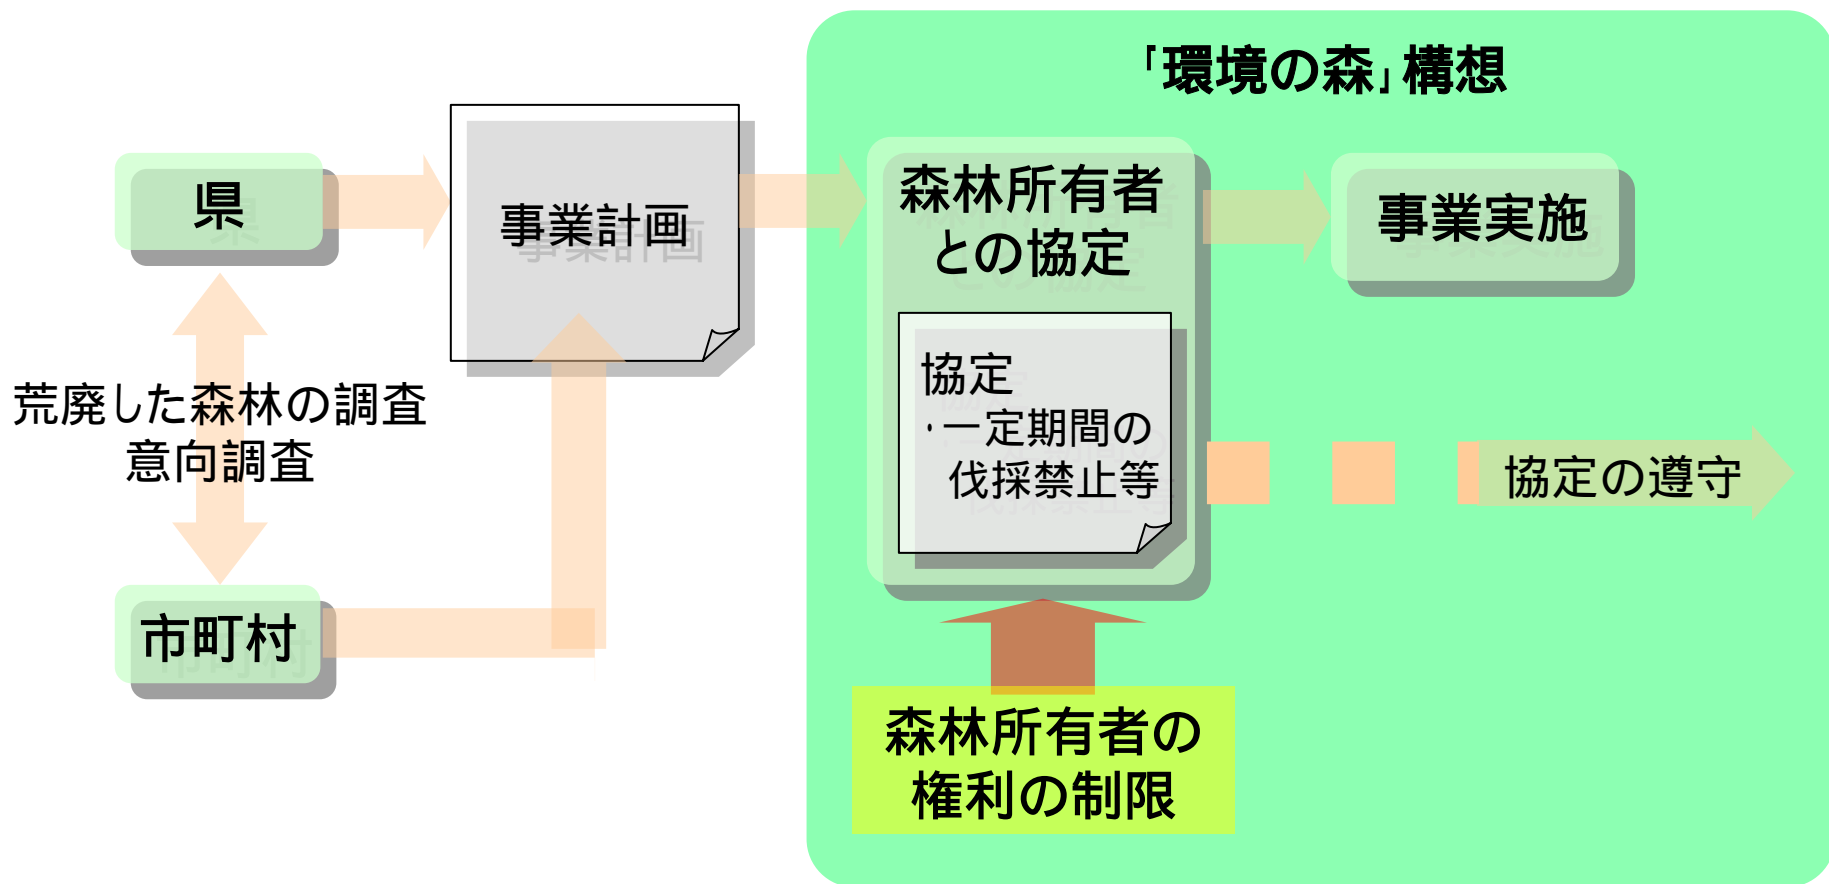 「環境の森」構想
県
事業計画
森林所有者
との協定
事業実施
協定
・一定期間の
伐採禁止等
荒廃した森林の調査
意向調査
協定の遵守
市町村
森林所有者の
権利の制限